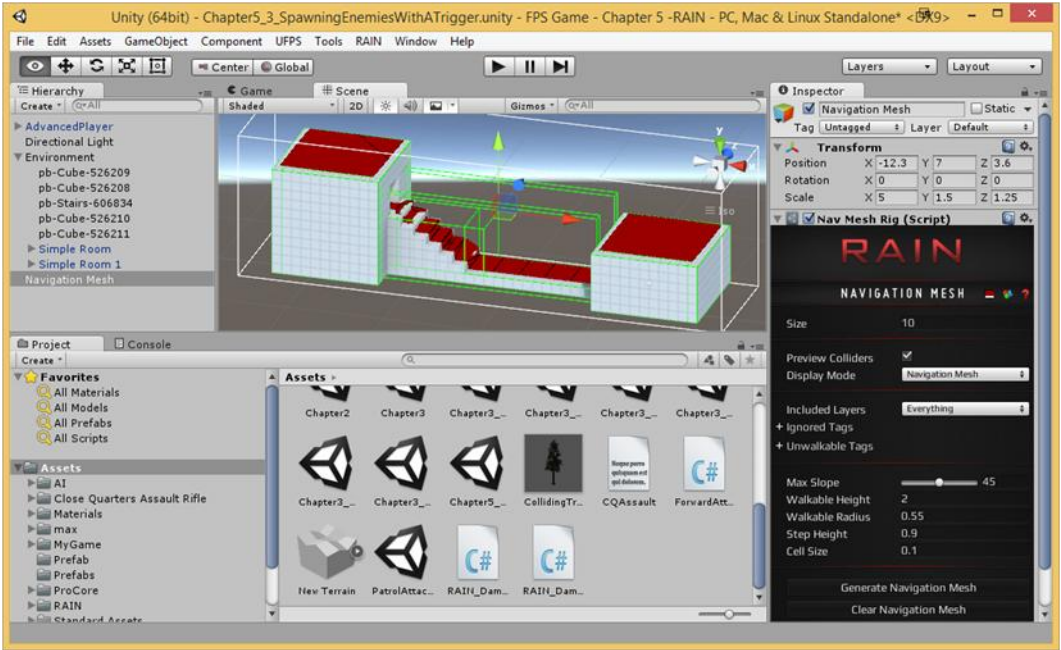 Unity (64bit) - Chapter5_3_SpawningEnemiesWithATrigger.unity - FPS Game - Chapter 5 -RAIN - PC, Mac & Linux Standalone* <DX9>
File Edit Assets GameObject Component UFPS Tools RAIN Window Help
Center Global Layers Layout
Hierarchy
Create All
AdvancedPlayer
Directional Light
Environment
pb-Cube-526209
pb-Cube-526208
pb-Stairs-606834
pb-Cube-526210
pb-Cube-526211
Simple Room
Simple Room 1
Navigation Mesh
Game Scene
Shaded 2D Gizmos All
y
Iso
Project Console
Create
Favorites
All Materials
All Models
All Prefabs
All Scripts
Assets
AI
Close Quarters Assault Rifle
Materials
max
MyGame
Prefab
Prefabs
ProCore
RAIN
Standard Assets
Assets
Chapter2 Chapter3 Chapter3_... Chapter3_... Chapter3_... Chapter3_...
C#
Chapter3_... Chapter3_... Chapter5_... CollidingTr... CQAssault ForwardAtt...
C# C#
New Terrain PatrolAttac... RAIN_Dam... RAIN_Dam...
Inspector
Navigation Mesh Static
Tag Untagged Layer Default
Transform
Position X -12.3 Y 7 Z 3.6
Rotation X 0 Y 0 Z 0
Scale X 5 Y 1.5 Z 1.25
Nav Mesh Rig (Script)
RAIN
NAVIGATION MESH ?
Size 10
Preview Colliders
Display Mode Navigation Mesh
Included Layers Everything
+ Ignored Tags
+ Unwalkable Tags
Max Slope 45
Walkable Height 2
Walkable Radius 0.55
Step Height 0.9
Cell Size 0.1
Generate Navigation Mesh
Clear Navigation Mesh